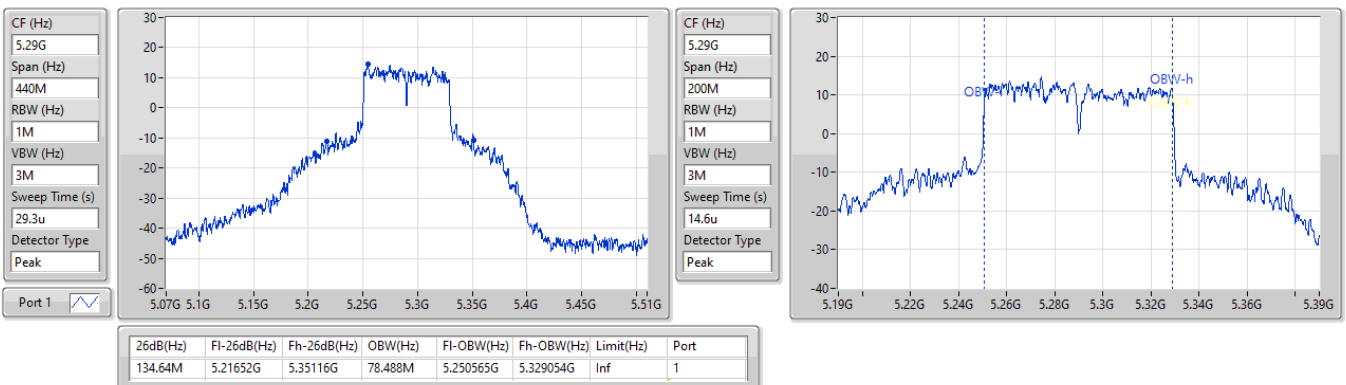 CF (Hz)
5.29G
Span (Hz)
440M
RBW (Hz)
1M
VBW (Hz)
3M
Sweep Time (s)
29.3u
Detector Type
Peak
Port 1
30
20
10
0
-10
-20
-30
-40
-50
-60
5.07G 5.1G 5.15G 5.2G 5.25G 5.3G 5.35G 5.4G 5.45G 5.51G
CF (Hz)
5.29G
Span (Hz)
200M
RBW (Hz)
1M
VBW (Hz)
3M
Sweep Time (s)
14.6u
Detector Type
Peak
30
20
10
0
-10
-20
-30
-40
OBW-h
5.19G 5.22G 5.24G 5.26G 5.28G 5.3G 5.32G 5.34G 5.36G 5.39G
26dB(Hz) Fl-26dB(Hz) Fh-26dB(Hz) OBW(Hz) Fl-OBW(Hz) Fh-OBW(Hz) Limit(Hz) Port
134.64M 5.21652G 5.35116G 78.488M 5.250565G 5.329054G Inf 1